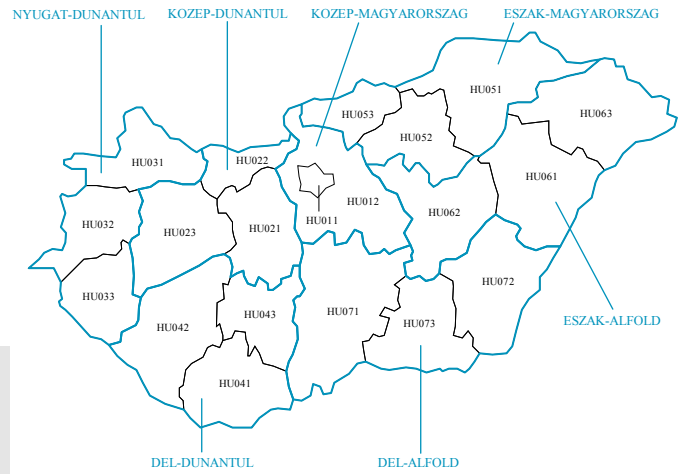 NYUGAT-DUNANTUL
KOZEP-DUNANTUL
KOZEP-MAGYARORSZAG
ESZAK-MAGYARORSZAG
HU051
HU053
HU063
HU052
HU031
HU022
HU061
HU012
HU062
HU011
HU032
HU023
HU021
HU072
HU033
HU071
HU043
HU042
HU073
ESZAK-ALFOLD
HU041
DEL-DUNANTUL
DEL-ALFOLD